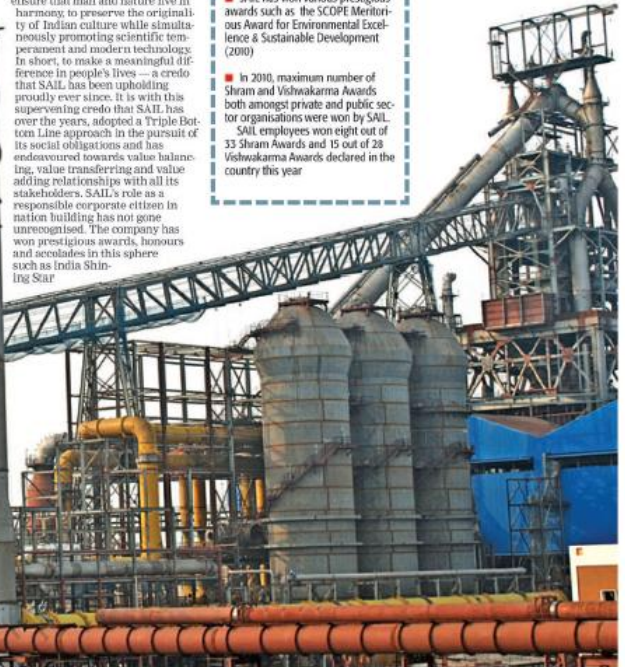 ensure that man and nature live in
harmony, to preserve the originali-
ty of Indian culture while simulta-
neously promoting scientific tem-
perament and modern technology.
In short, to make a meaningful dif-
ference in people's lives — a credo
that SAIL has been upholding
proudly ever since. It is with this
supervening credo that SAIL has
over the years, adopted a Triple Bot-
tom Line approach in the pursuit of
its social obligations and has
endeavoured towards value balanc-
ing, value transferring and value
adding relationships with all its
stakeholders. SAIL's role as a
responsible corporate citizen in
nation building has not gone
unrecognised. The company has
won prestigious awards, honours
and accolades in this sphere
such as India Shin-
ing Star
SAIL has won various prestigious
awards such as the SCOPE Meritori-
ous Award for Environmental Excel-
lence & Sustainable Development
(2010)
In 2010, maximum number of
Shram and Vishwakarma Awards
both amongst private and public sec-
tor organisations were won by SAIL.
SAIL employees won eight out of
33 Shram Awards and 15 out of 28
Vishwakarma Awards declared in the
country this year